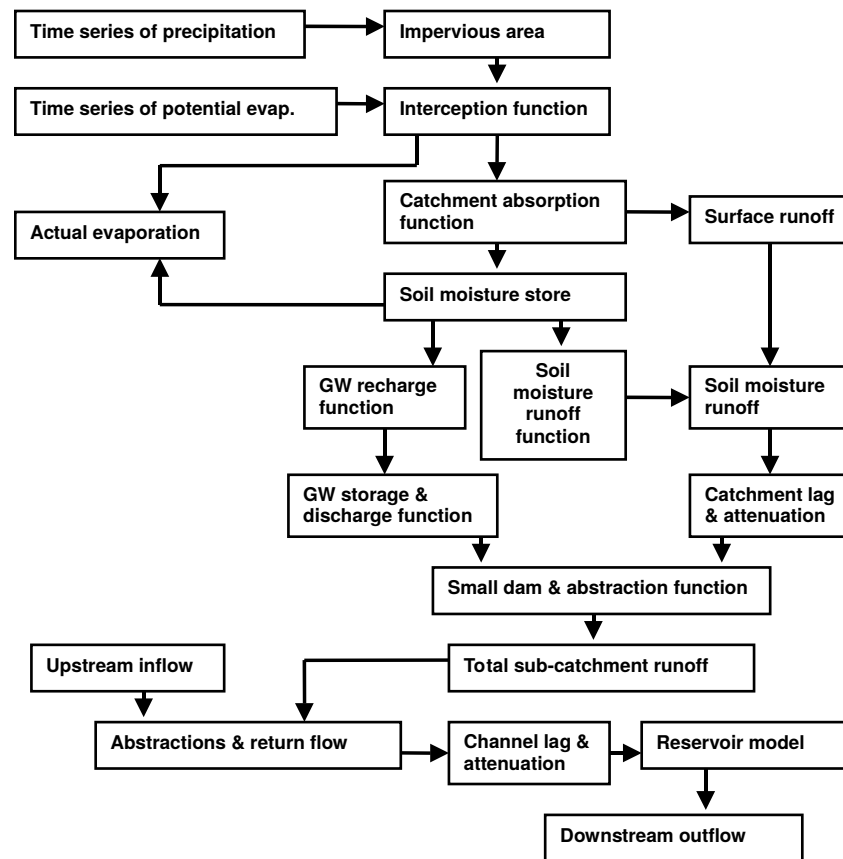 Time series of precipitation
Impervious area
Time series of potential evap.
Interception function
Catchment absorption
function
Surface runoff
Actual evaporation
Soil moisture store
GW recharge
function
Soil
moisture
runoff
function
Soil moisture
runoff
GW storage &
discharge function
Catchment lag
& attenuation
Small dam & abstraction function
Upstream inflow
Total sub-catchment runoff
Abstractions & return flow
Channel lag &
attenuation
Reservoir model
Downstream outflow